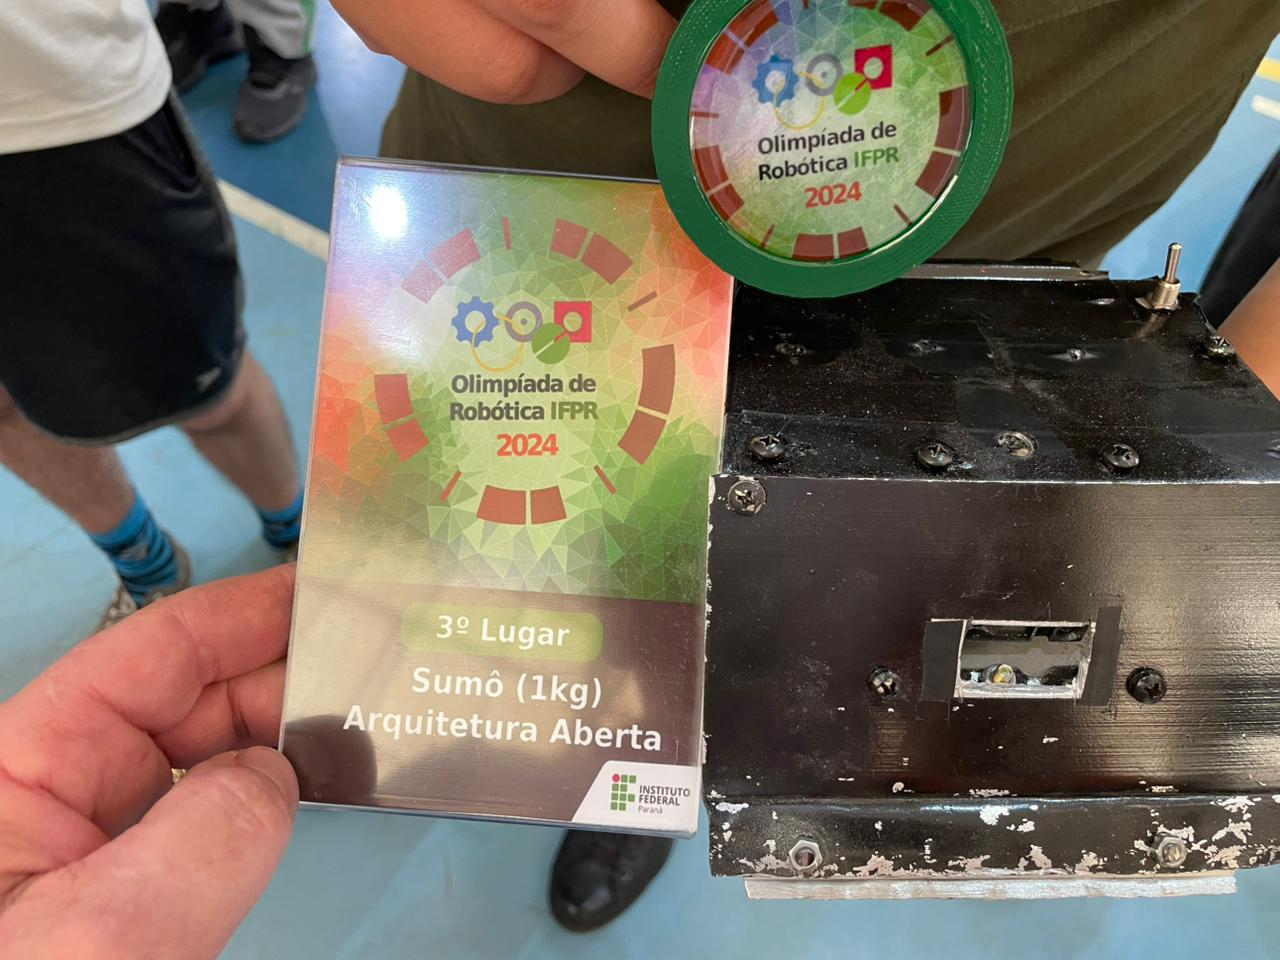 Olimpíada de
Robótica IFPR
2024
Olimpíada de
Robótica IFPR
2024
3º Lugar
Sumô (1kg)
Arquitetura Aberta
INSTITUTO
FEDERAL
Paraná